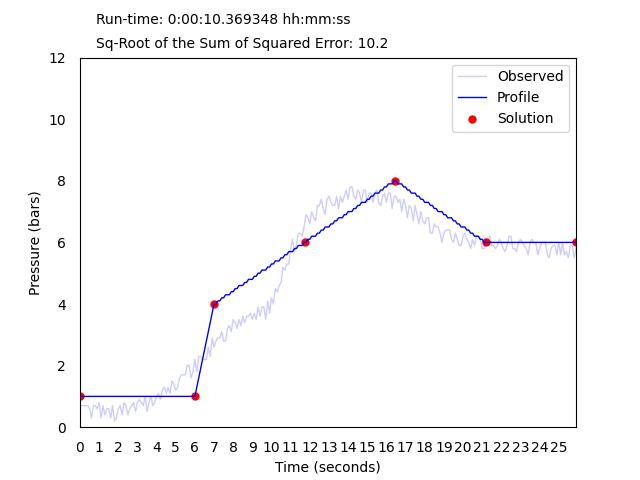 Run-time: 0:00:10.369348 hh:mm:ss
Sq-Root of the Sum of Squared Error: 10.2
Observed
Profile
Solution
12
10
8
6
4
2
0
Pressure (bars)
0 1 2 3 4 5 6 7 8 9 10 11 12 13 14 15 16 17 18 19 20 21 22 23 24 25
Time (seconds)